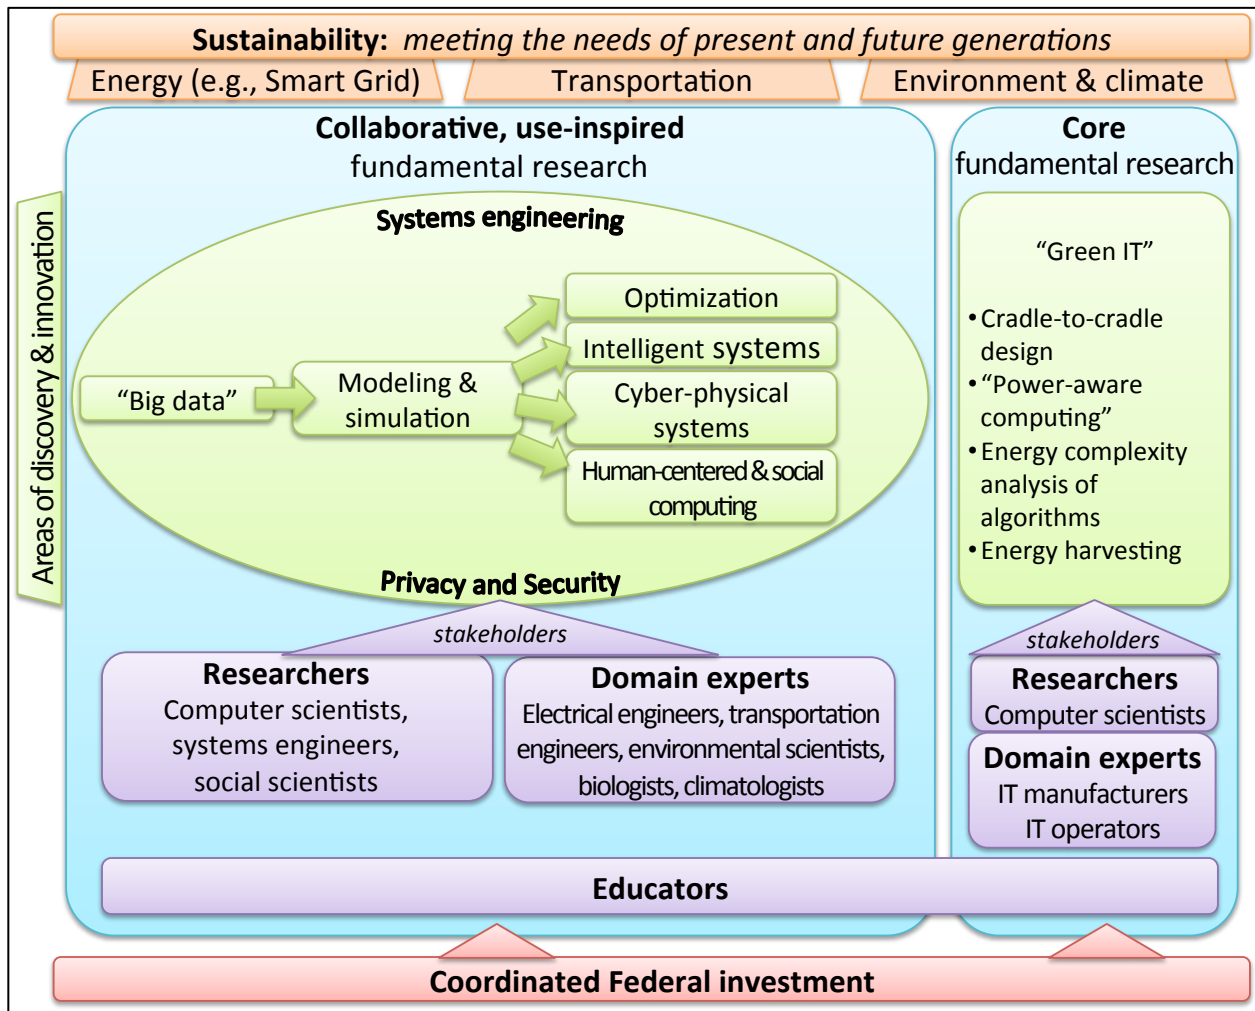 Sustainability: meeting the needs of present and future generations
Energy (e.g., Smart Grid)
Transportation
Environment & climate
Collaborative, use-inspired
fundamental research
Core
fundamental research
Areas of discovery & innovation
Systems engineering
“Big data”
Modeling &
simulation
Optimization
Intelligent systems
Cyber-physical
systems
Human-centered & social
computing
Privacy and Security
“Green IT”
• Cradle-to-cradle
design
• “Power-aware
computing”
• Energy complexity
analysis of
algorithms
• Energy harvesting
stakeholders
Researchers
Computer scientists,
systems engineers,
social scientists
Domain experts
Electrical engineers, transportation
engineers, environmental scientists,
biologists, climatologists
stakeholders
Researchers
Computer scientists
Domain experts
IT manufacturers
IT operators
Educators
Coordinated Federal investment